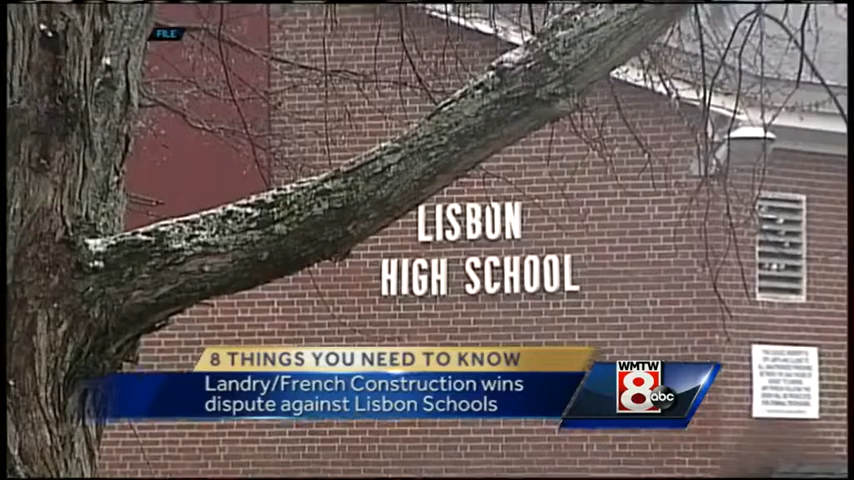 FILE
LISBON
HIGH SCHOOL
8 THINGS YOU NEED TO KNOW
Landry/French Construction wins
dispute against Lisbon Schools
WMTW
8
abc